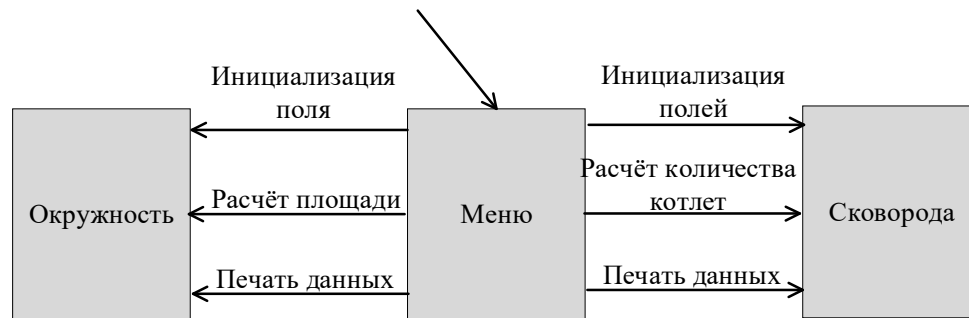 Инициализация
поля
Инициализация
полей
Расчёт количества
котлет
Окружность
Расчёт площади
Меню
Сковорода
Печать данных
Печать данных